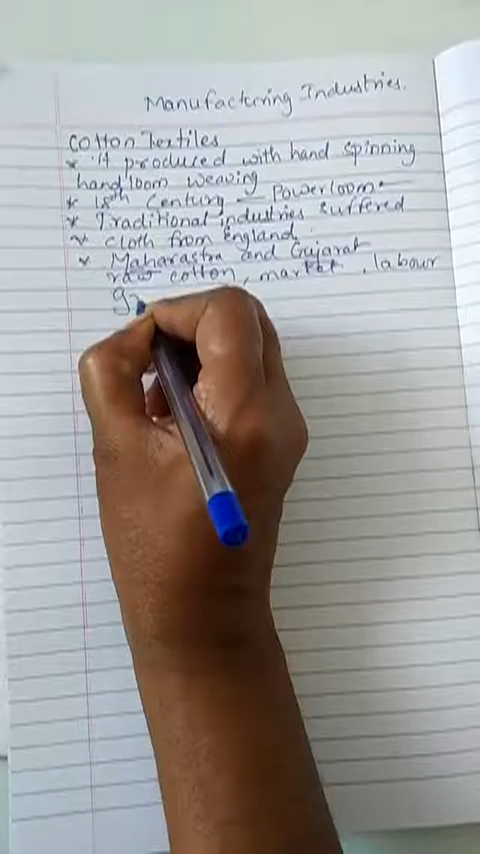 Manufacturing Industries.
Cotton Textiles
* It produced with hand spinning
handloom weaving
* 18th Century — Powerloom
* Traditional industries suffered
* cloth from England.
* Maharastra and Gujarat
raw cotton, market, labour